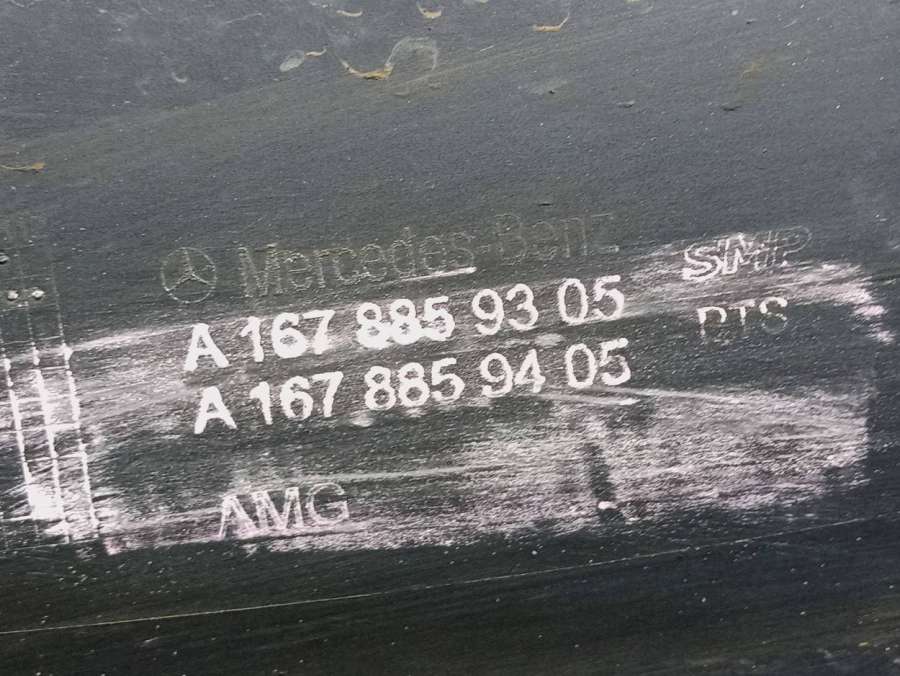 Mercedes-Benz
A 167 885 93 05
A 167 885 94 05
SMP
PTS
AMG